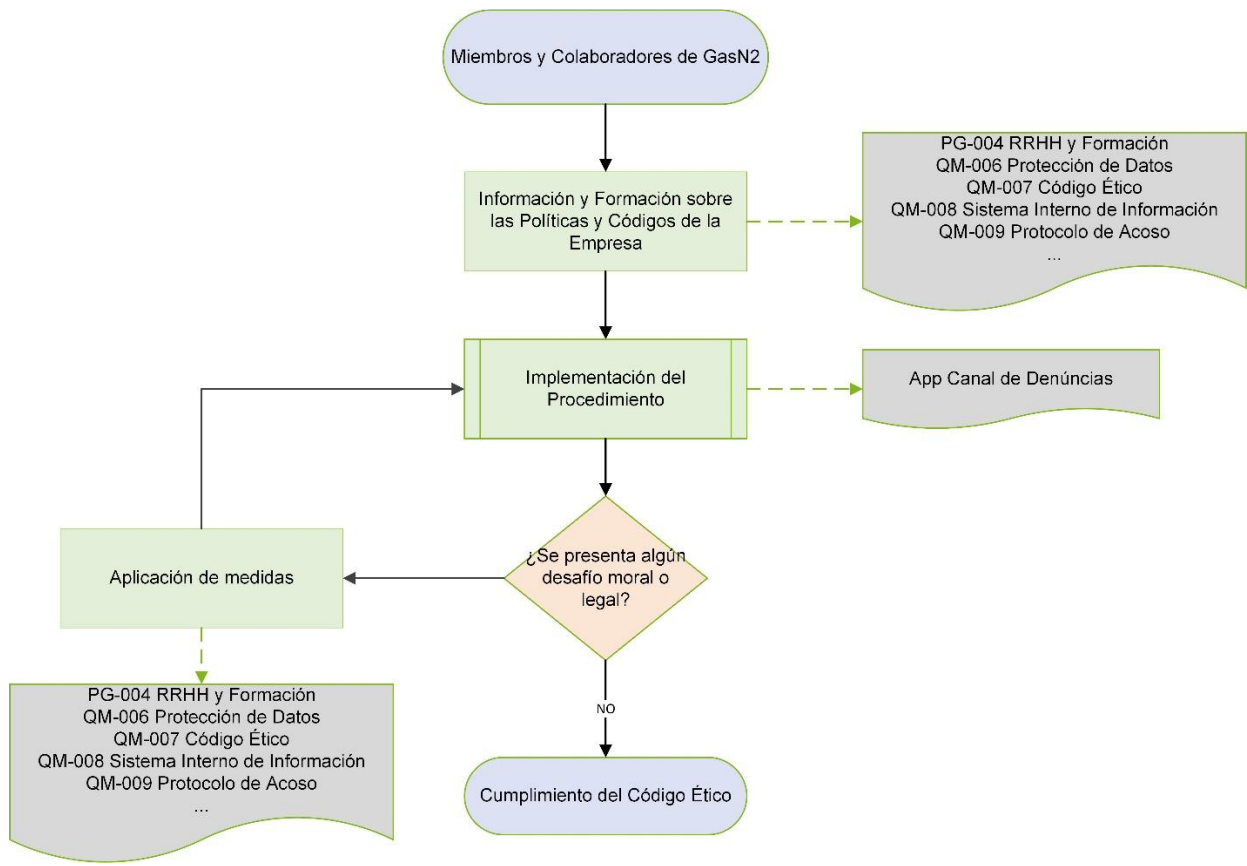 Miembros y Colaboradores de GasN2
Información y Formación sobre
las Políticas y Códigos de la
Empresa
PG-004 RRHH y Formación
QM-006 Protección de Datos
QM-007 Código Ético
QM-008 Sistema Interno de Información
QM-009 Protocolo de Acoso
...
Implementación del
Procedimiento
App Canal de Denúncias
¿Se presenta algún
desafío moral o
legal?
Aplicación de medidas
PG-004 RRHH y Formación
QM-006 Protección de Datos
QM-007 Código Ético
QM-008 Sistema Interno de Información
QM-009 Protocolo de Acoso
...
NO
Cumplimiento del Código Ético